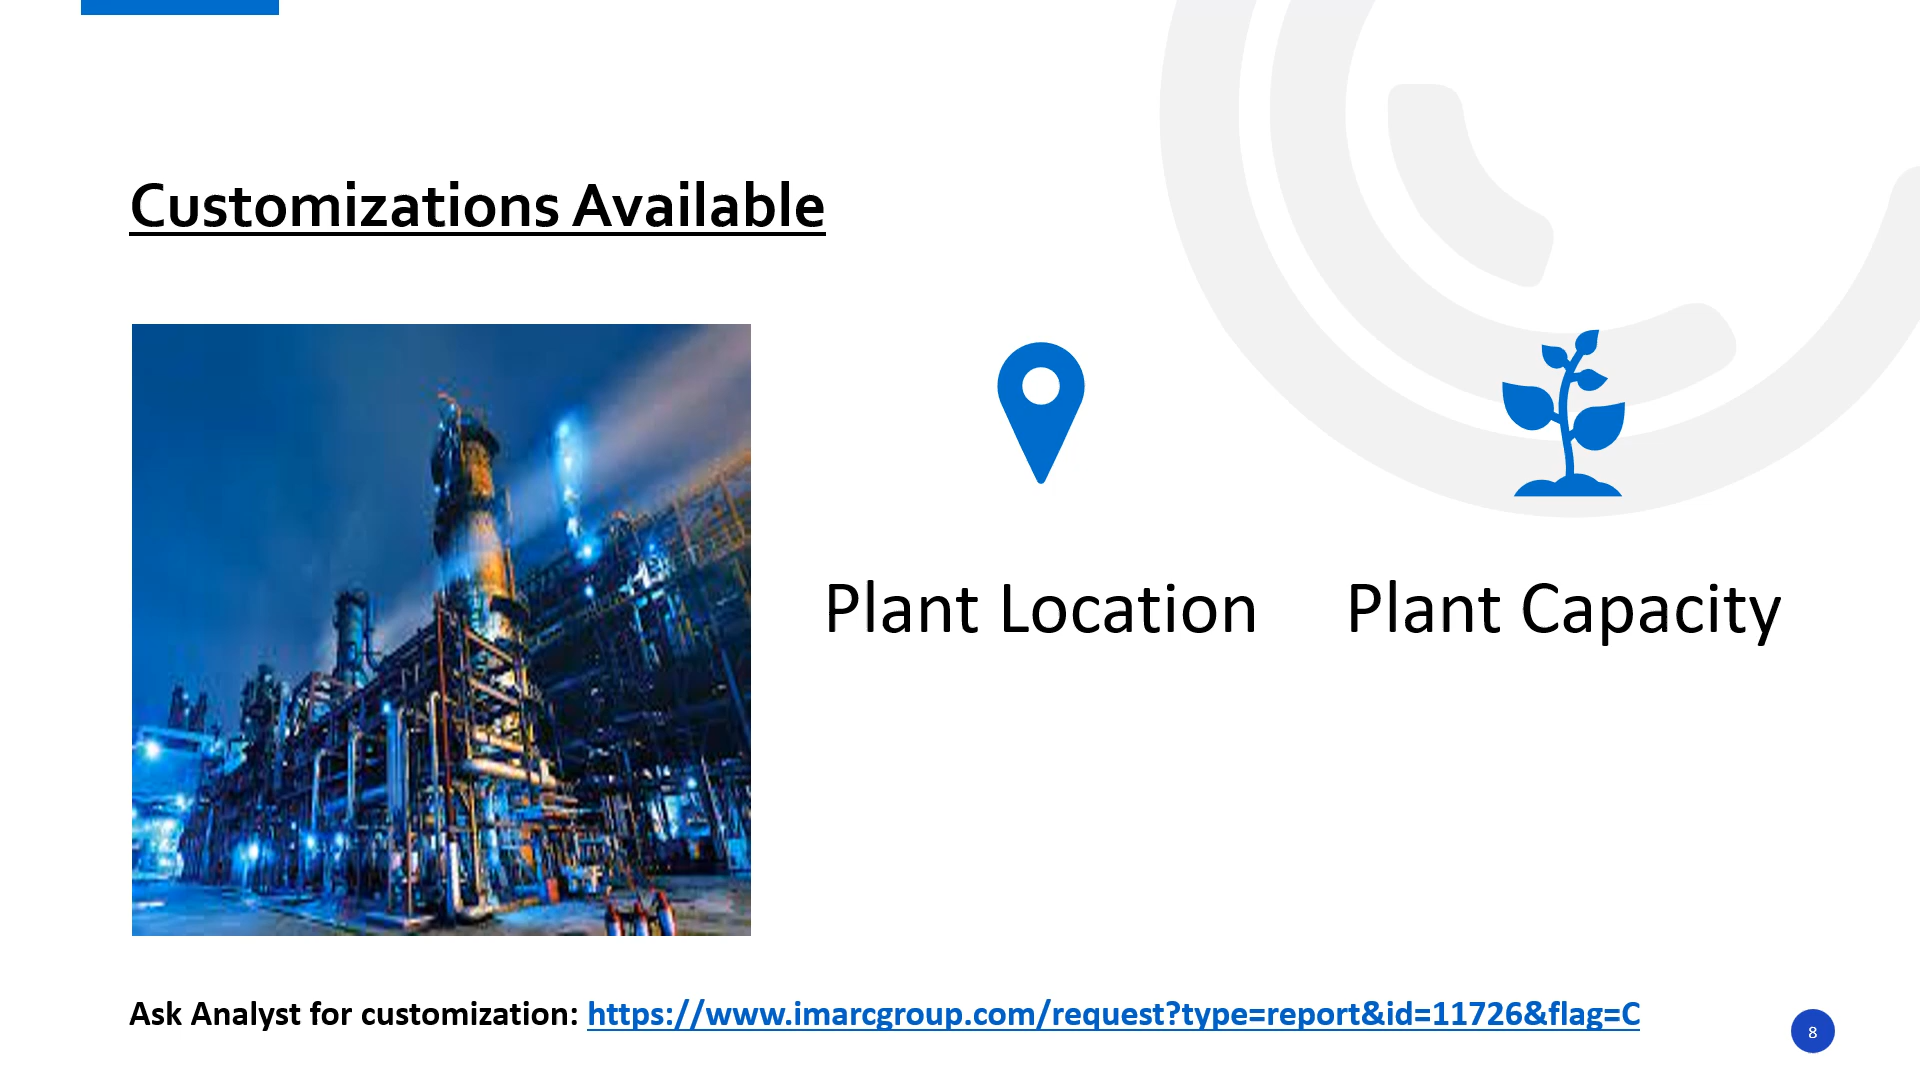 Customizations Available
Plant Location
Plant Capacity
Ask Analyst for customization: https://www.imarcgroup.com/request?type=report&id=11726&flag=C
8